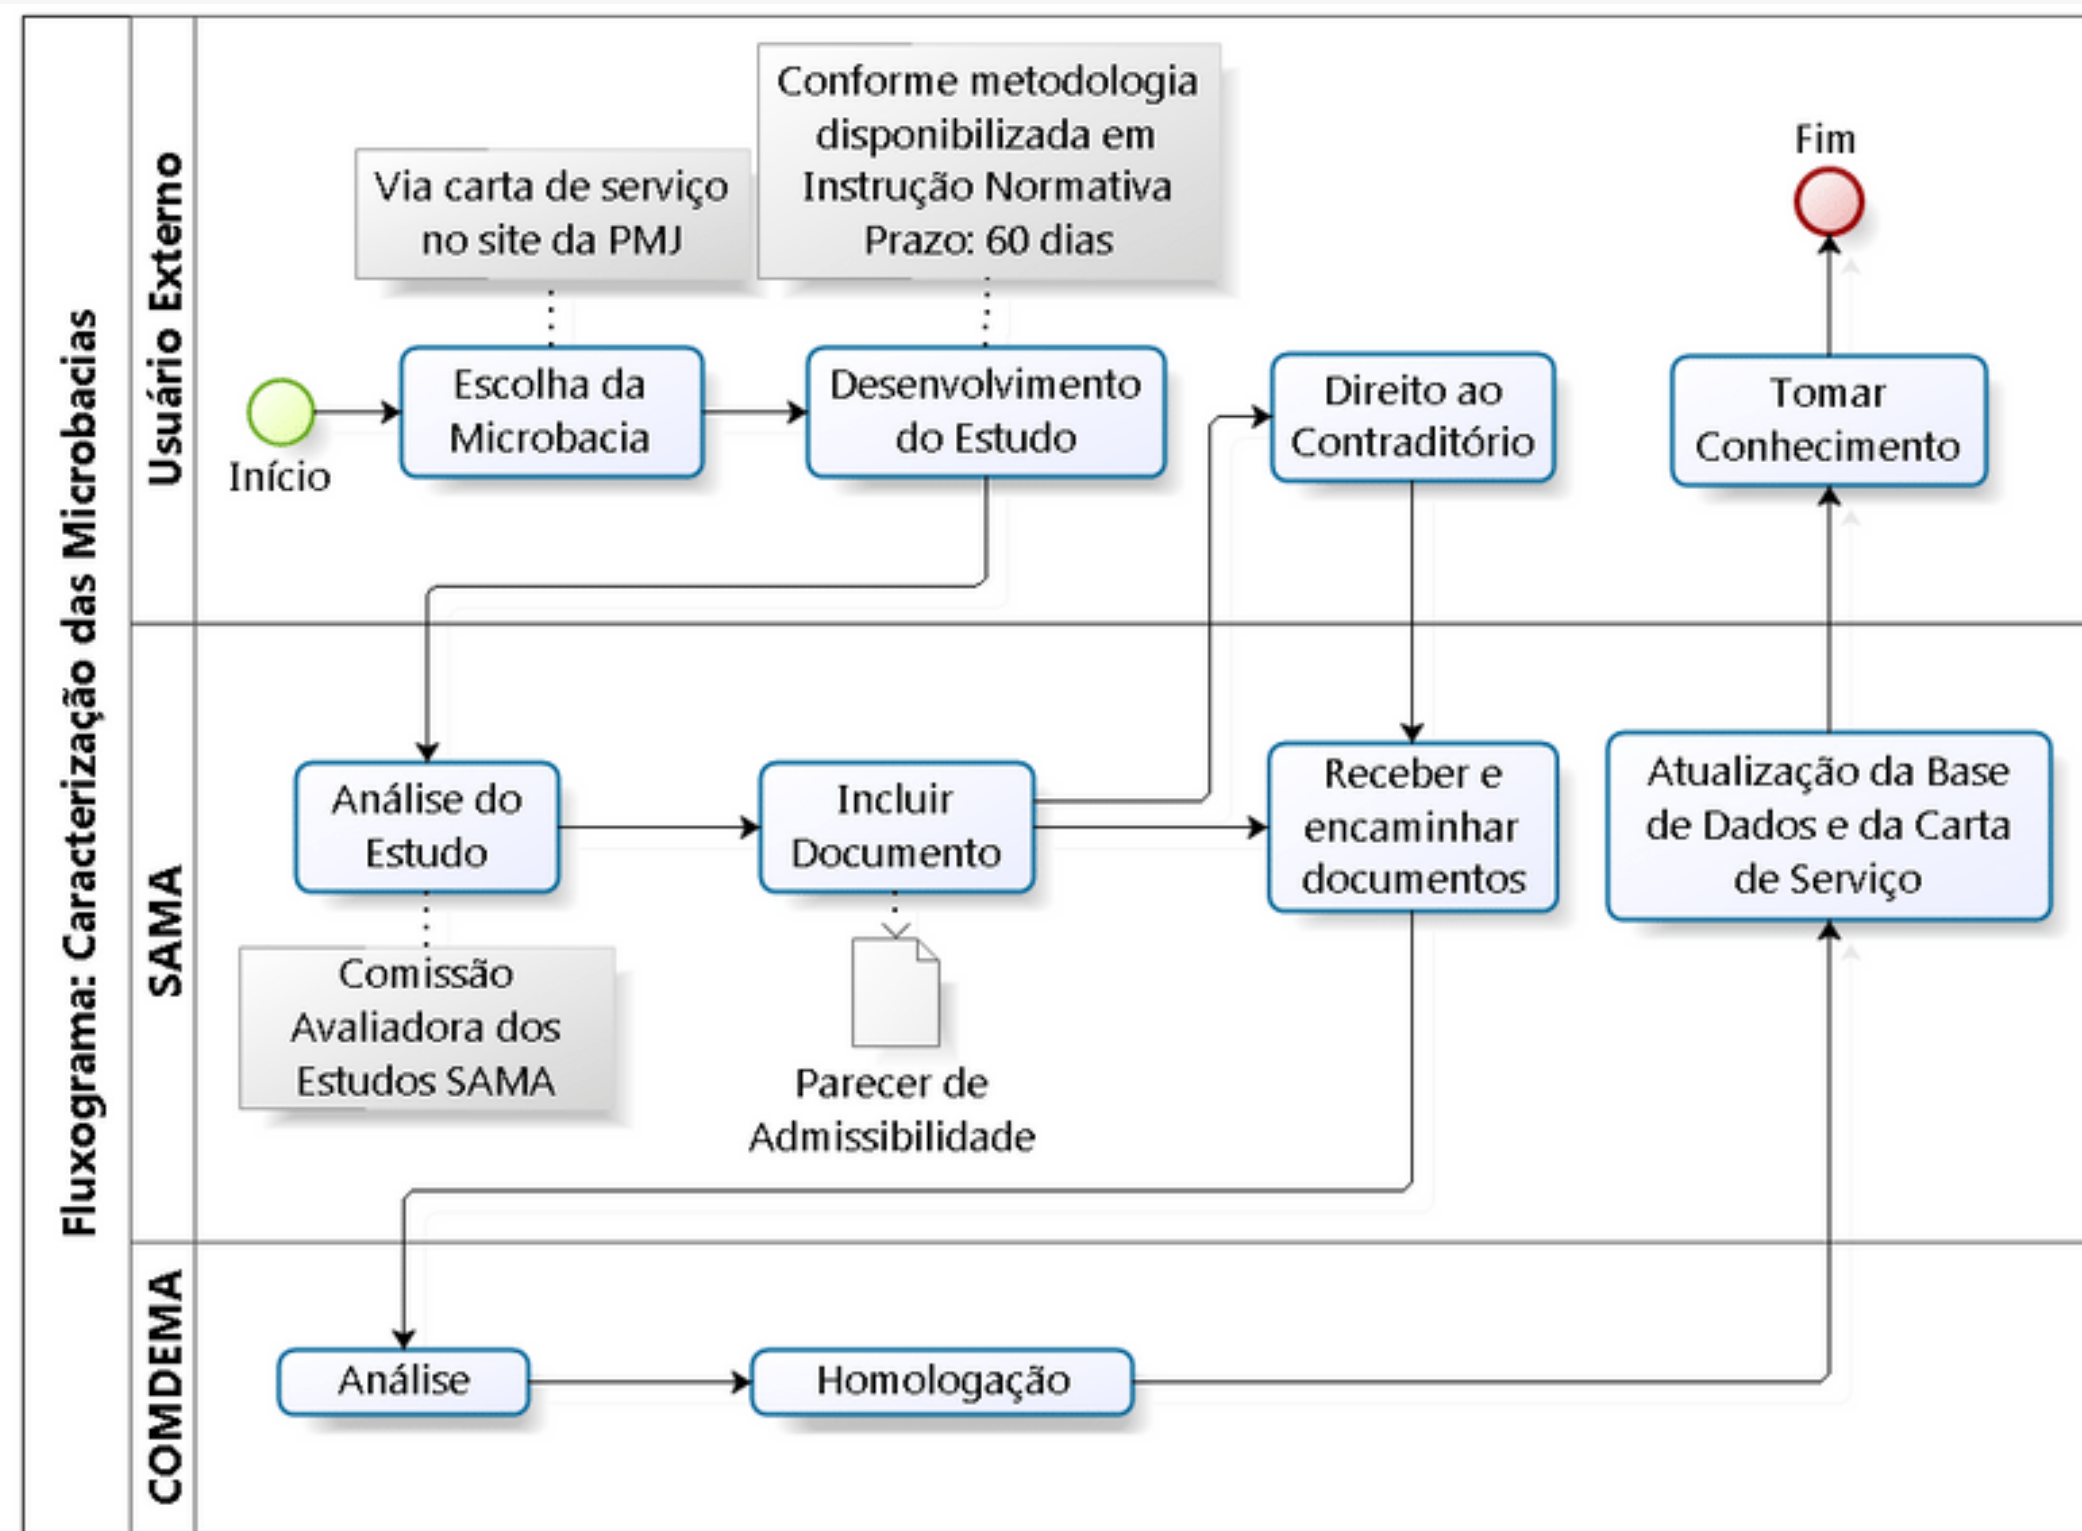 Fluxograma: Caracterização das Microbacias
Usuário Externo
Conforme metodologia
disponibilizada em
Instrução Normativa
Prazo: 60 dias
Via carta de serviço
no site da PMJ
Fim
Início
Escolha da
Microbacia
Desenvolvimento
do Estudo
Direito ao
Contraditório
Tomar
Conhecimento
SAMA
Análise do
Estudo
Incluir
Documento
Receber e
encaminhar
documentos
Atualização da Base
de Dados e da Carta
de Serviço
Comissão
Avaliadora dos
Estudos SAMA
Parecer de
Admissibilidade
COMDEMA
Análise
Homologação